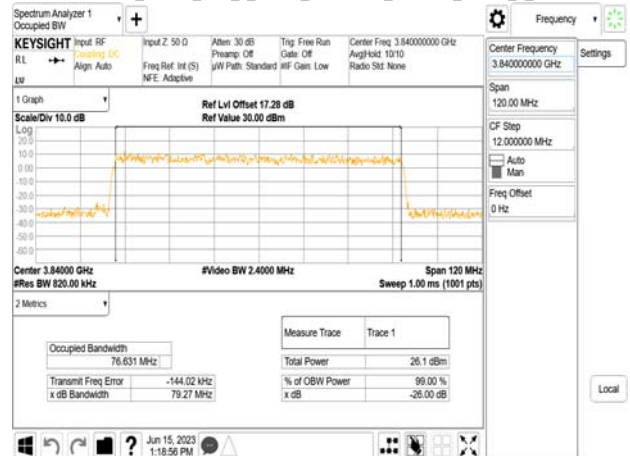 Spectrum Analyzer 1
Occupied BW
Frequency
KEYSIGHT
RL
Input: RF
Coupling: DC
Align: Auto
Input Z: 50 Ω
Freq Ref: Int (S)
NFE: Adaptive
Atten: 30 dB
Preamp: Off
µW Path: Standard
Trig: Free Run
Gate: Off
#IF Gain: Low
Center Freq: 3.840000000 GHz
Avg|Hold: 10/10
Radio Std: None
Center Frequency
3.840000000 GHz
Settings
Span
120.00 MHz
CF Step
12.000000 MHz
Auto
Man
Freq Offset
0 Hz
Local
1 Graph
Scale/Div 10.0 dB
Ref Lvl Offset 17.28 dB
Ref Value 30.00 dBm
Log
20.0
10.0
0.00
-10.0
-20.0
-30.0
-40.0
-50.0
-60.0
Center 3.84000 GHz
#Res BW 820.00 kHz
#Video BW 2.4000 MHz
Span 120 MHz
Sweep 1.00 ms (1001 pts)
2 Metrics
Measure Trace Trace 1
Occupied Bandwidth
76.631 MHz
Total Power 26.1 dBm
Transmit Freq Error -144.02 kHz
% of OBW Power 99.00 %
x dB Bandwidth 79.27 MHz
x dB -26.00 dB
Jun 15, 2023
1:18:56 PM